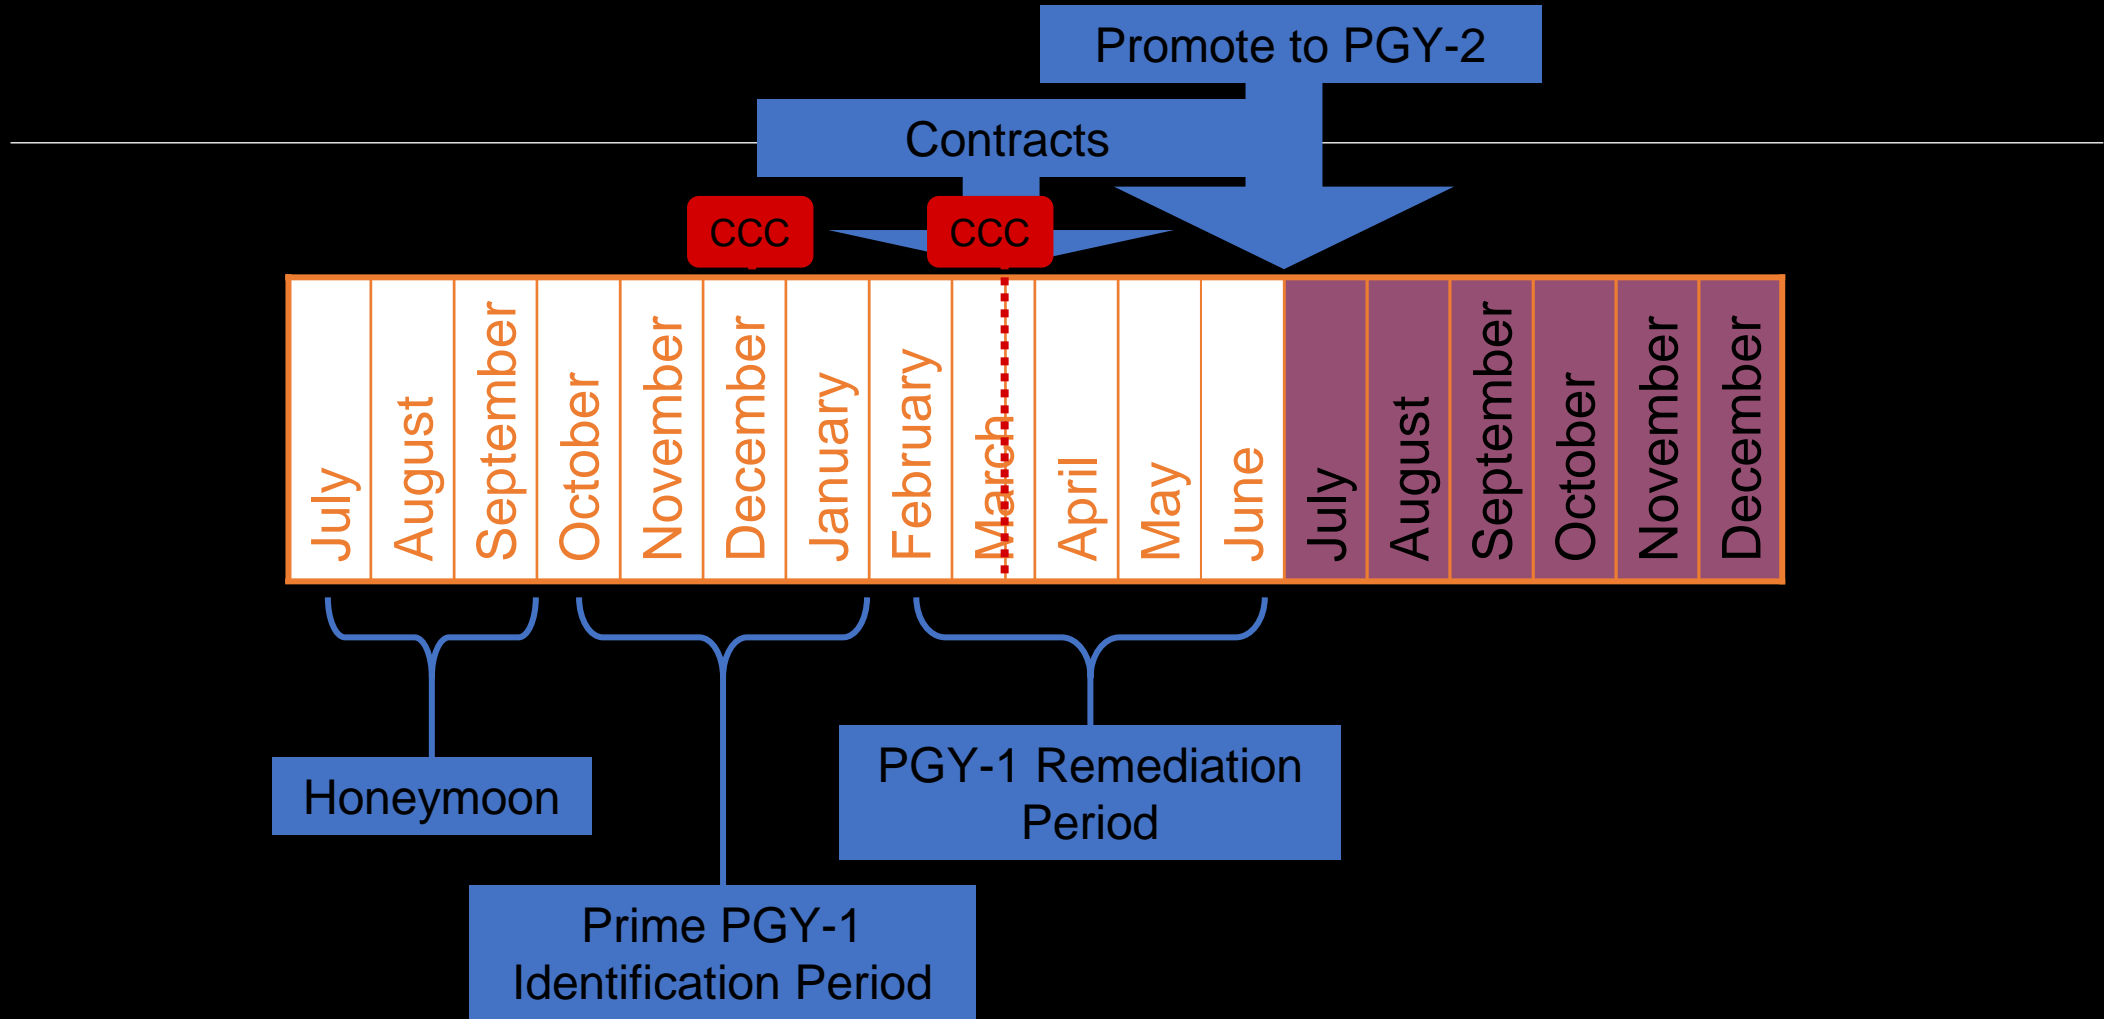 Promote to PGY-2
Contracts
CCC
CCC
July
August
September
October
November
December
January
February
March
April
May
June
July
August
September
October
November
December
Honeymoon
PGY-1 Remediation
Period
Prime PGY-1
Identification Period